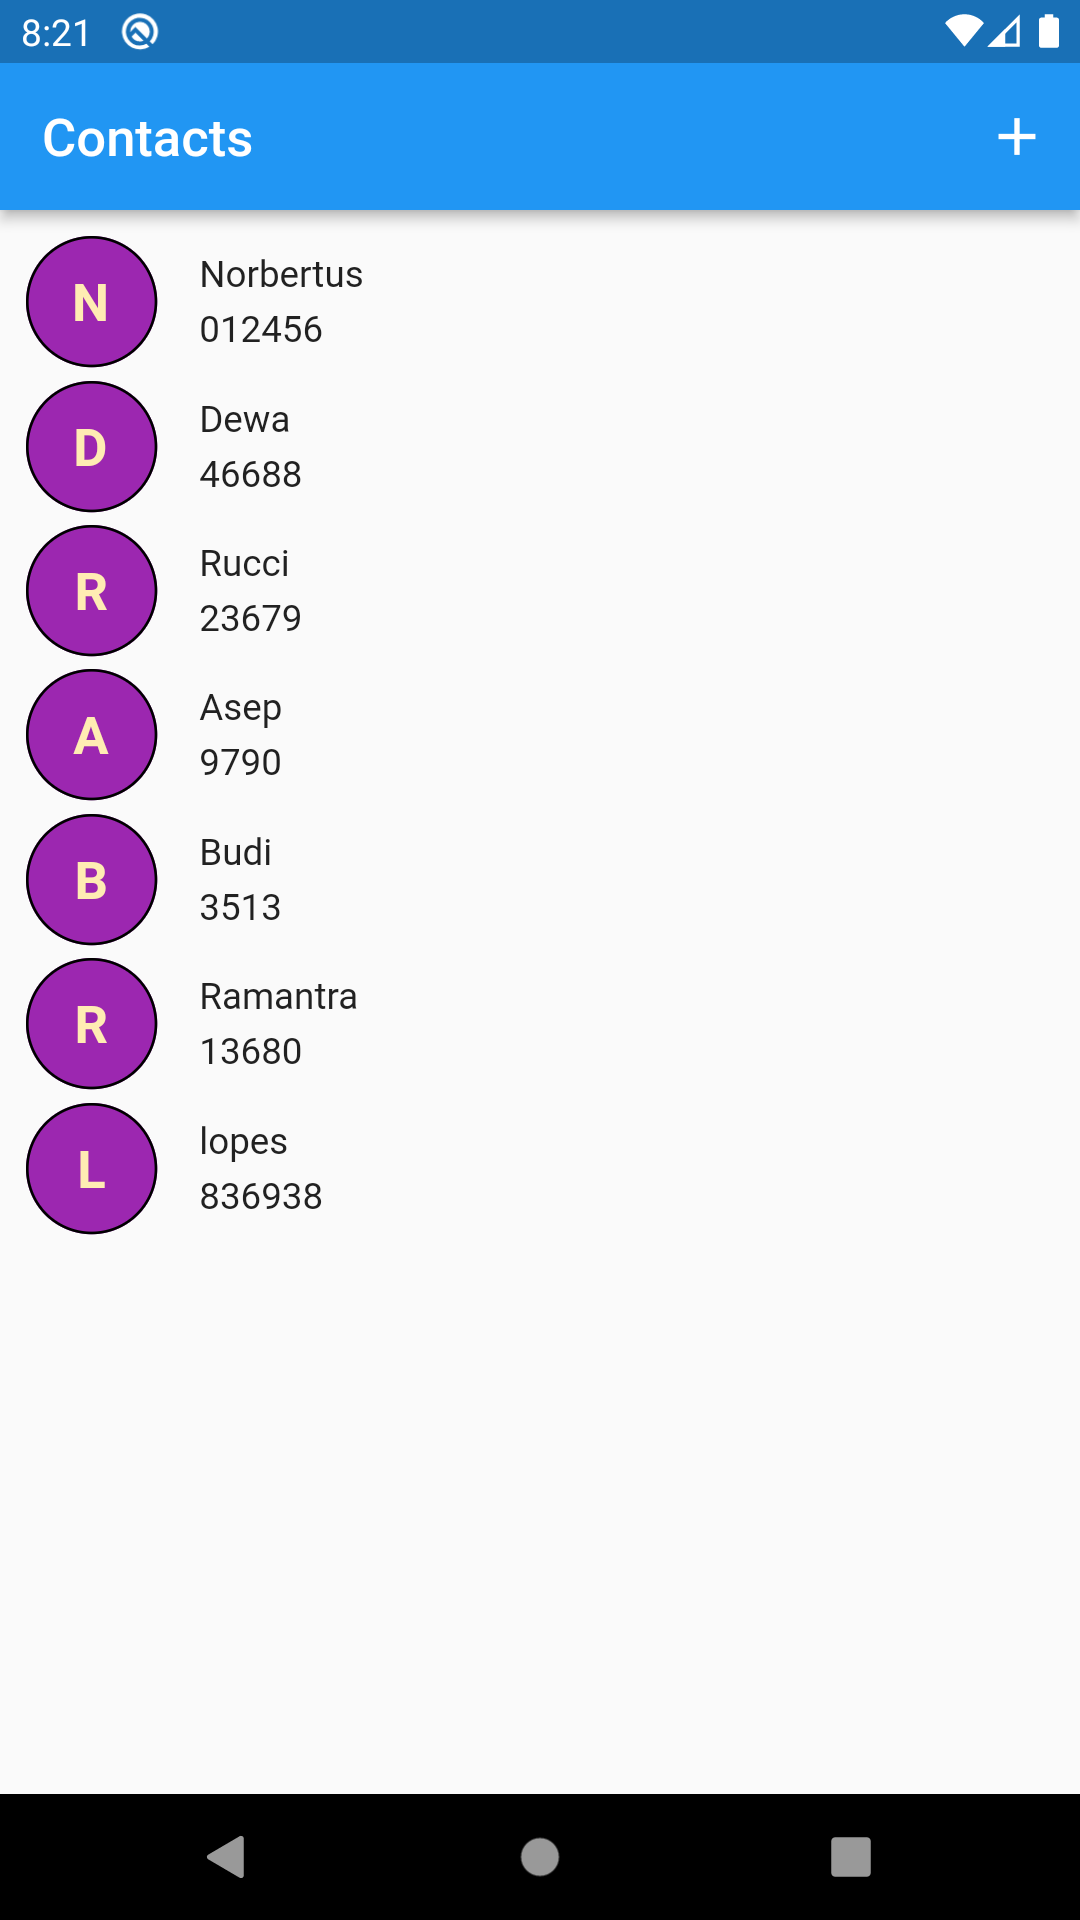 8:21
Contacts
N
Norbertus
012456
D
Dewa
46688
R
Rucci
23679
A
Asep
9790
B
Budi
3513
R
Ramantra
13680
L
lopes
836938